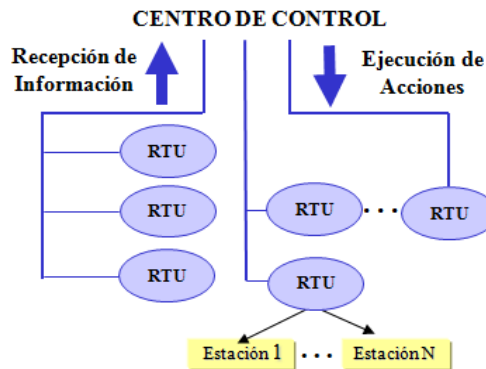 CENTRO DE CONTROL
Recepción de
Información
Ejecución de
Acciones
RTU
RTU
RTU
RTU
...
RTU
RTU
Estación 1
...
Estación N